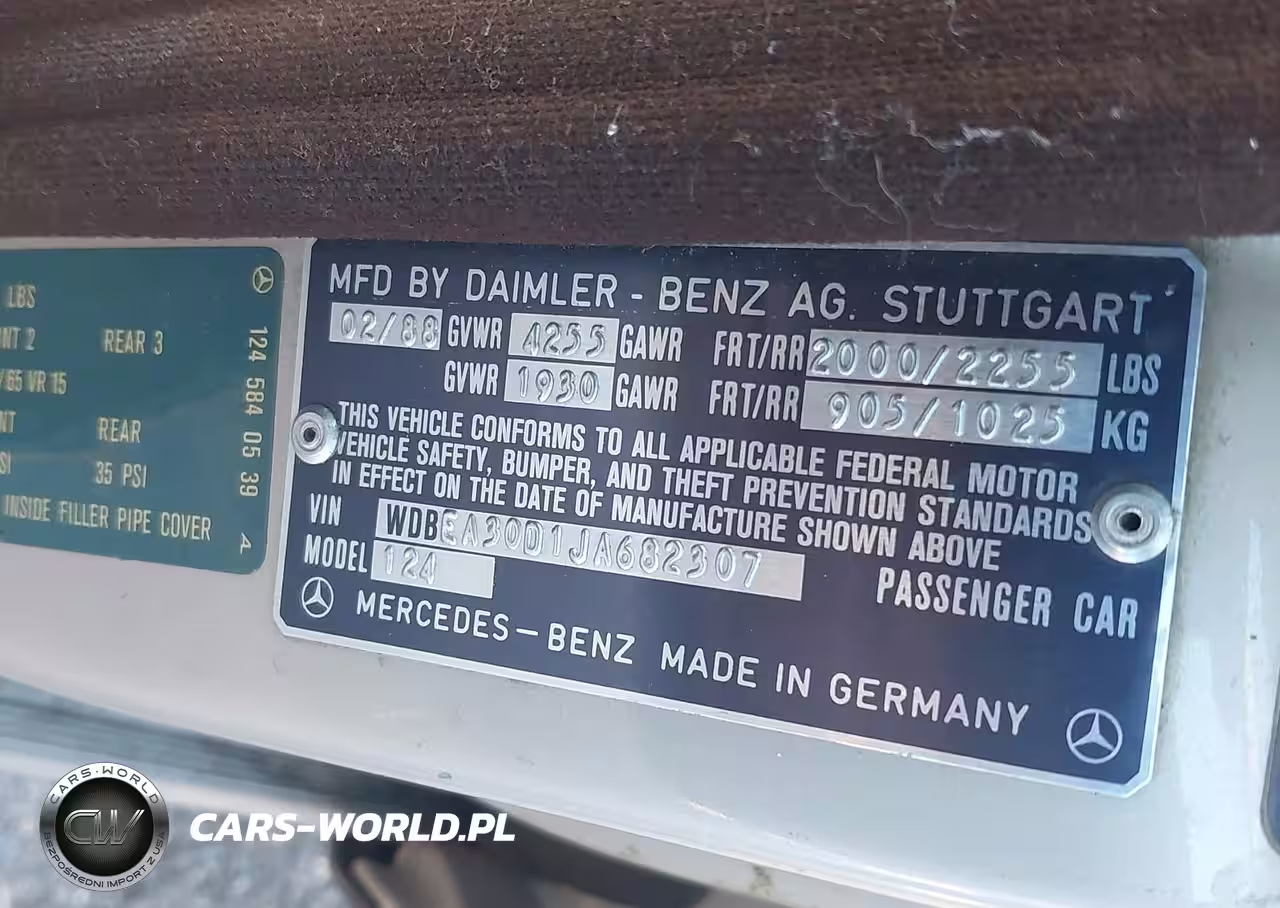 LBS
NT 2 REAR 3
/65 VR 15
NT REAR
SI 35 PSI
INSIDE FILLER PIPE COVER
124 584 05 39
MFD BY DAIMLER - BENZ AG. STUTTGART
02/88 GVWR 4255 GAWR FRT/RR 2000/2255 LBS
GVWR 1930 GAWR FRT/RR 905/1025 KG
THIS VEHICLE CONFORMS TO ALL APPLICABLE FEDERAL MOTOR
VEHICLE SAFETY, BUMPER, AND THEFT PREVENTION STANDARDS
IN EFFECT ON THE DATE OF MANUFACTURE SHOWN ABOVE
VIN WDBEA30D1JA682307
MODEL 124 PASSENGER CAR
MERCEDES-BENZ MADE IN GERMANY
CARS-WORLD
CW
BEZPOŚREDNI IMPORT Z USA
CARS-WORLD.PL